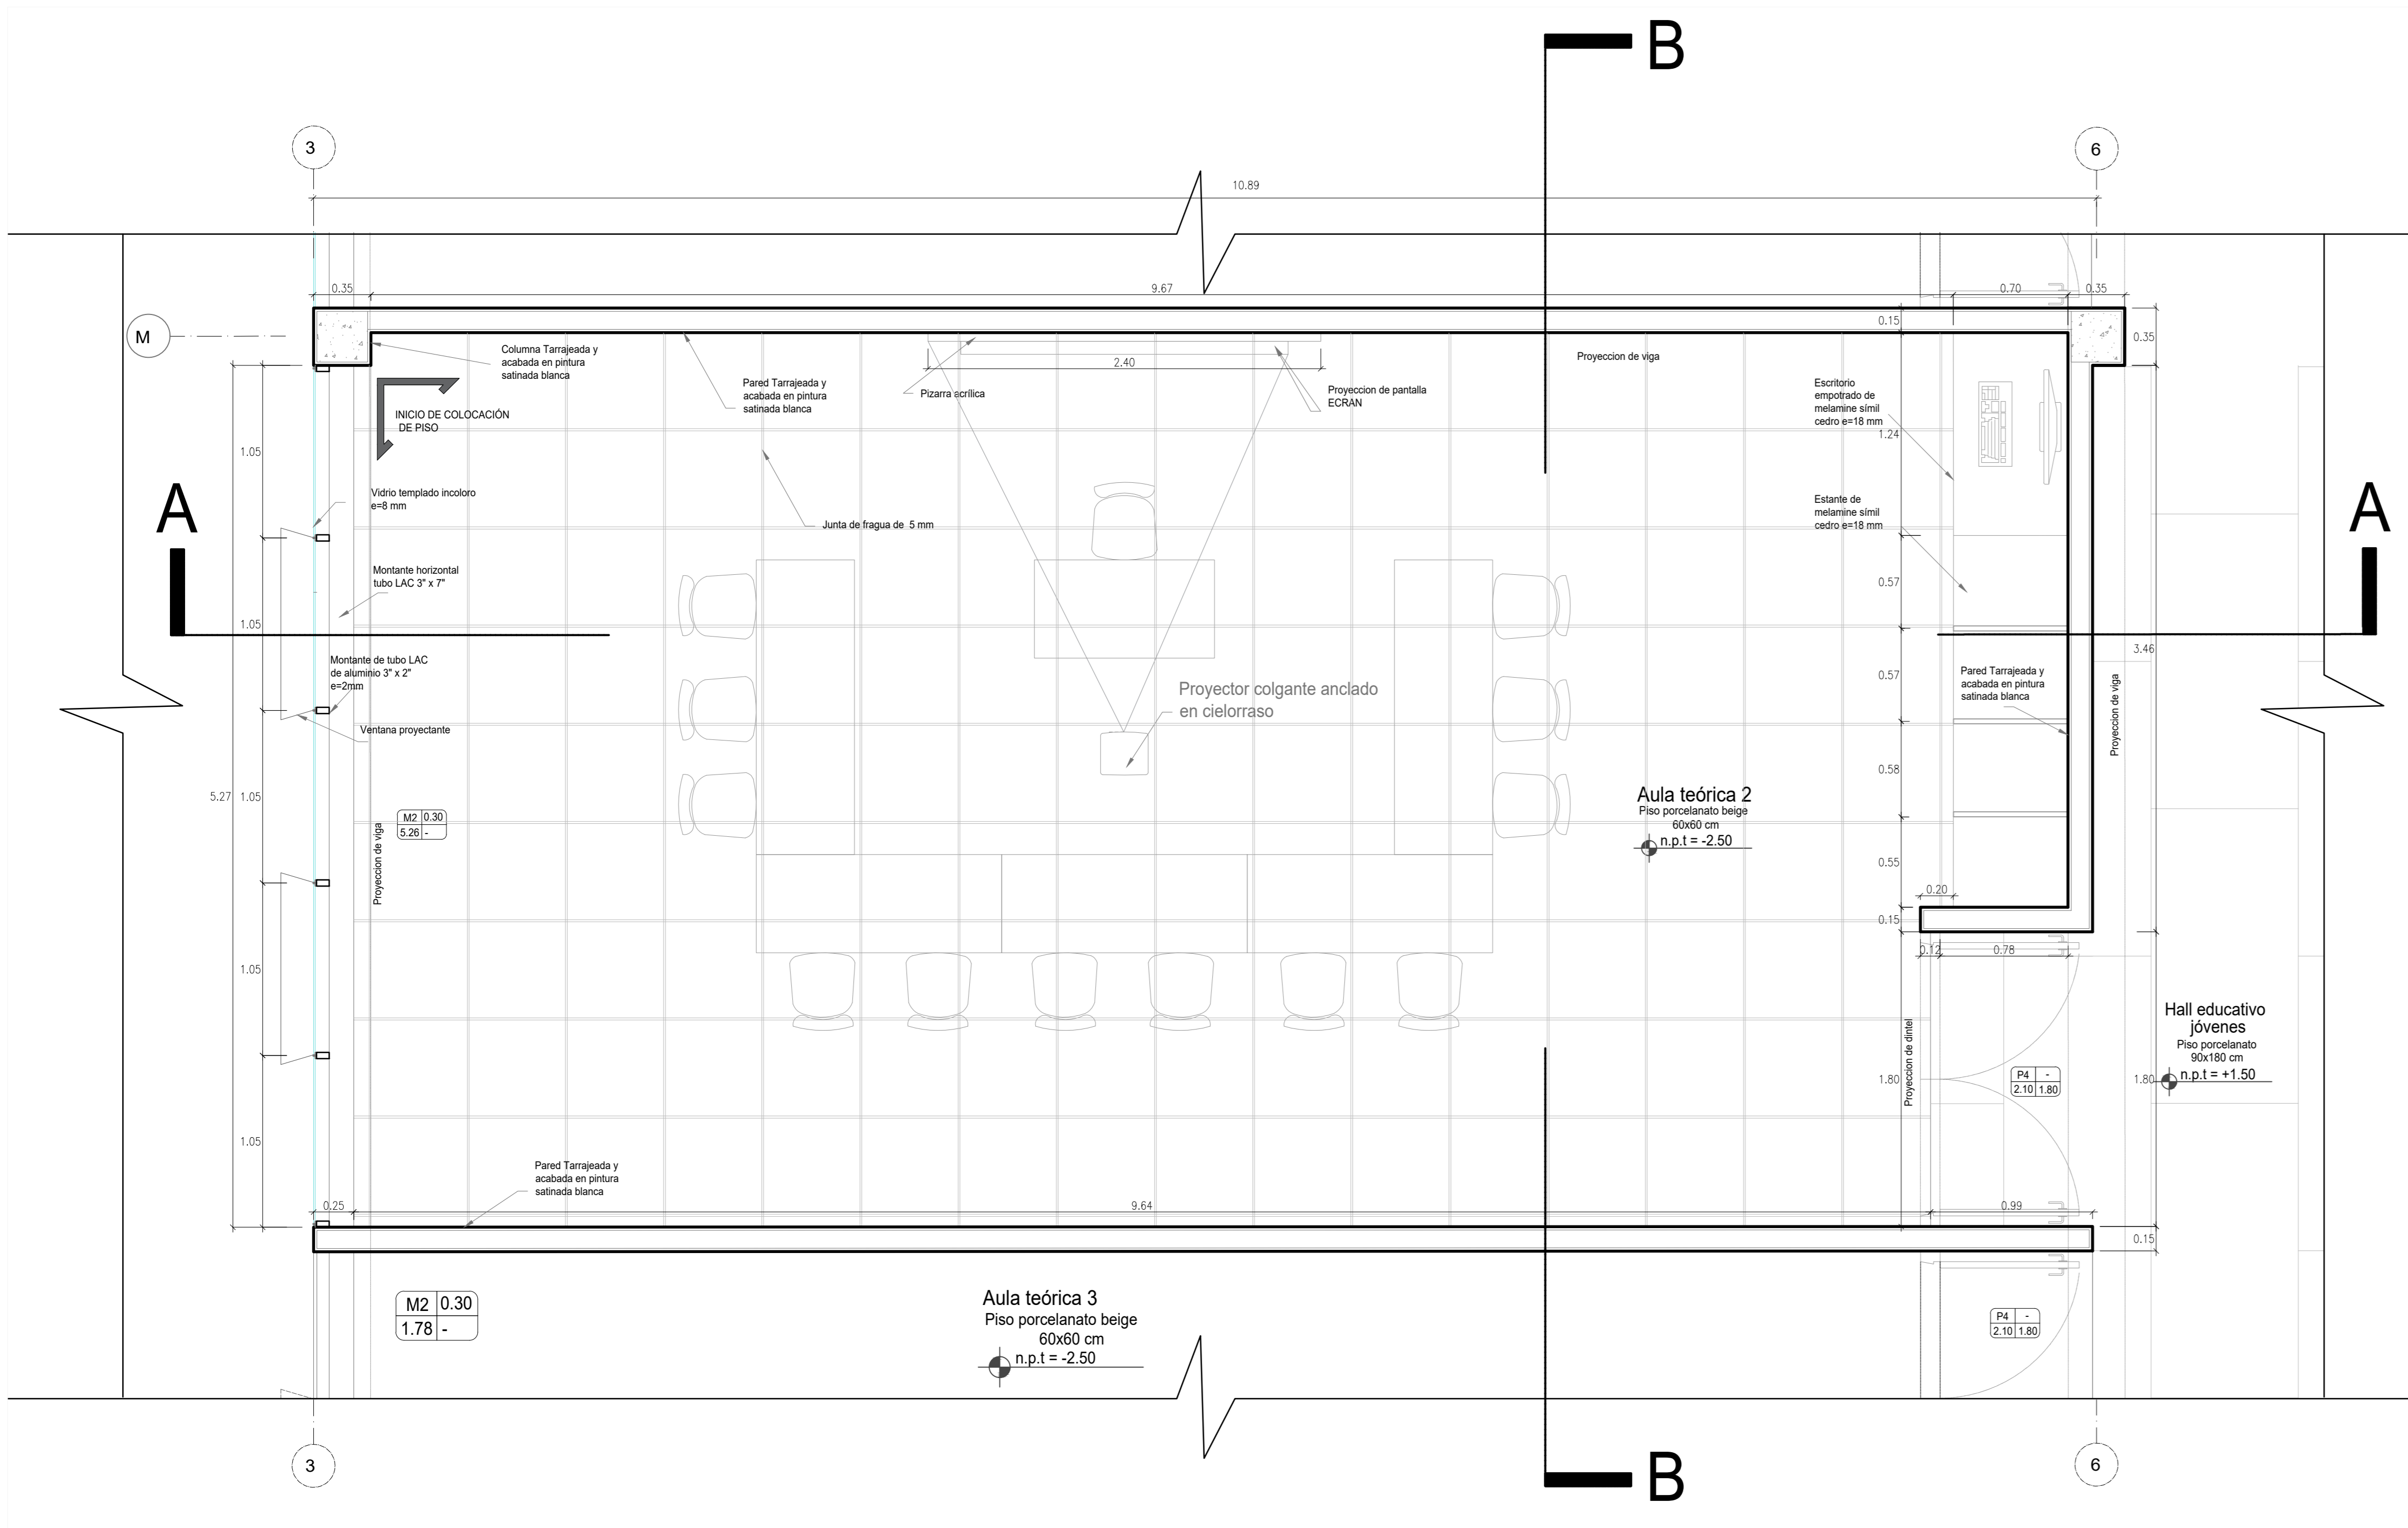 B
3
6
10.89
0.35
9.67
0.70
0.35
M
0.15
0.35
Columna Tarrajeada y
acabada en pintura
satinada blanca
2.40
Proyeccion de viga
Pared Tarrajeada y
acabada en pintura
satinada blanca
Pizarra acrílica
Proyeccion de pantalla
ECRAN
Escritorio
empotrado de
melamine símil
cedro e=18 mm
INICIO DE COLOCACIÓN
DE PISO
1.05
1.24
A
Vidrio templado incoloro
e=8 mm
Junta de fragua de 5 mm
Estante de
melamine símil
cedro e=18 mm
A
Montante horizontal
tubo LAC 3" x 7"
0.57
1.05
3.46
Montante de tubo LAC
de aluminio 3" x 2"
e=2mm
Proyector colgante anclado
en cielorraso
0.57
Pared Tarrajeada y
acabada en pintura
satinada blanca
Proyeccion de viga
Ventana proyectante
0.58
5.27
1.05
Aula teórica 2
Piso porcelanato beige
60x60 cm
n.p.t = -2.50
M2 0.30
5.26 -
Proyeccion de viga
0.55
0.20
0.15
0.12
0.78
1.05
Hall educativo
jóvenes
Piso porcelanato
90x180 cm
n.p.t = +1.50
Proyeccion de dintel
1.80
P4 -
2.10 1.80
1.80
1.05
Pared Tarrajeada y
acabada en pintura
satinada blanca
0.25
9.64
0.99
0.15
M2 0.30
1.78 -
Aula teórica 3
Piso porcelanato beige
60x60 cm
n.p.t = -2.50
P4 -
2.10 1.80
3
B
6